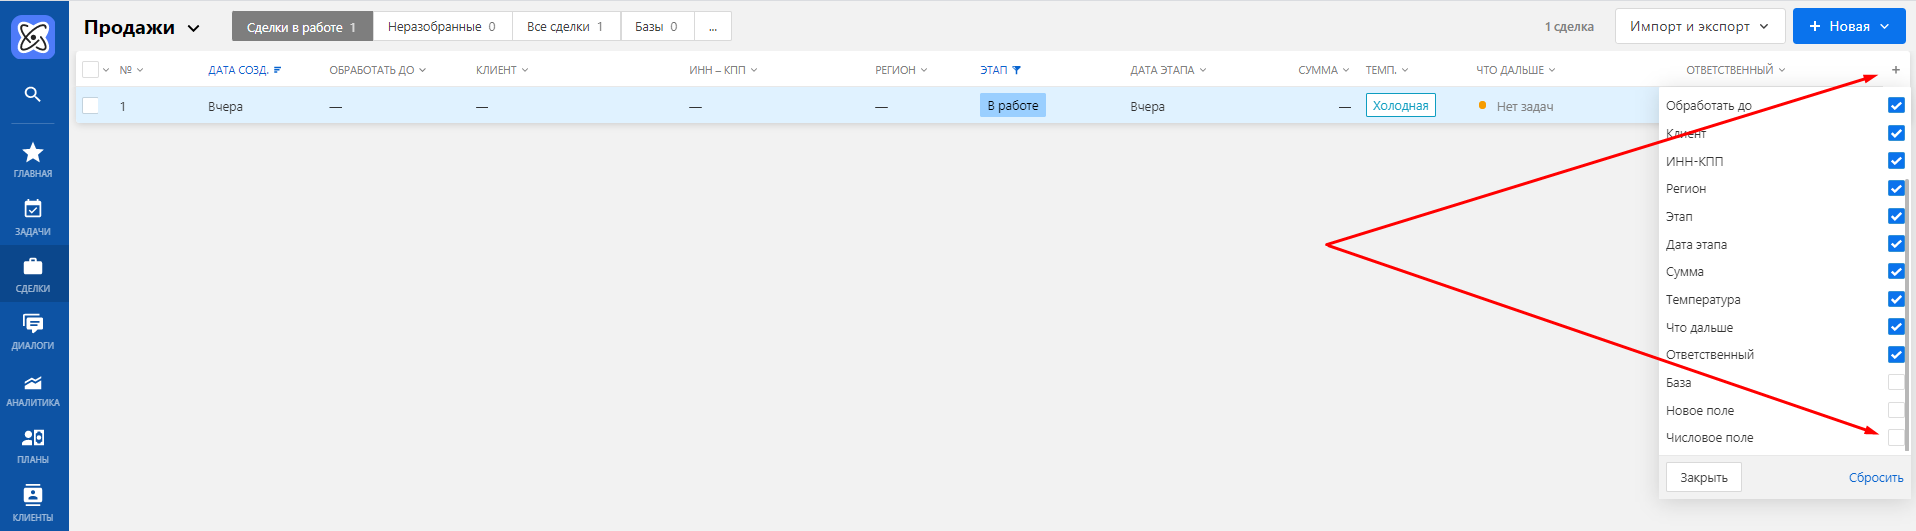 Продажи
Сделки в работе 1
Неразобранные 0
Все сделки 1
Базы 0
...
1 сделка
Импорт и экспорт
+ Новая
№
ДАТА СОЗД.
ОБРАБОТАТЬ ДО
КЛИЕНТ
ИНН – КПП
РЕГИОН
ЭТАП
ДАТА ЭТАПА
СУММА
ТЕМП.
ЧТО ДАЛЬШЕ
ОТВЕТСТВЕННЫЙ
+
1
Вчера
—
—
—
—
В работе
Вчера
—
Холодная
Нет задач
ГЛАВНАЯ
ЗАДАЧИ
СДЕЛКИ
ДИАЛОГИ
АНАЛИТИКА
ПЛАНЫ
КЛИЕНТЫ
Обработать до
Клиент
ИНН-КПП
Регион
Этап
Дата этапа
Сумма
Температура
Что дальше
Ответственный
База
Новое поле
Числовое поле
Закрыть
Сбросить